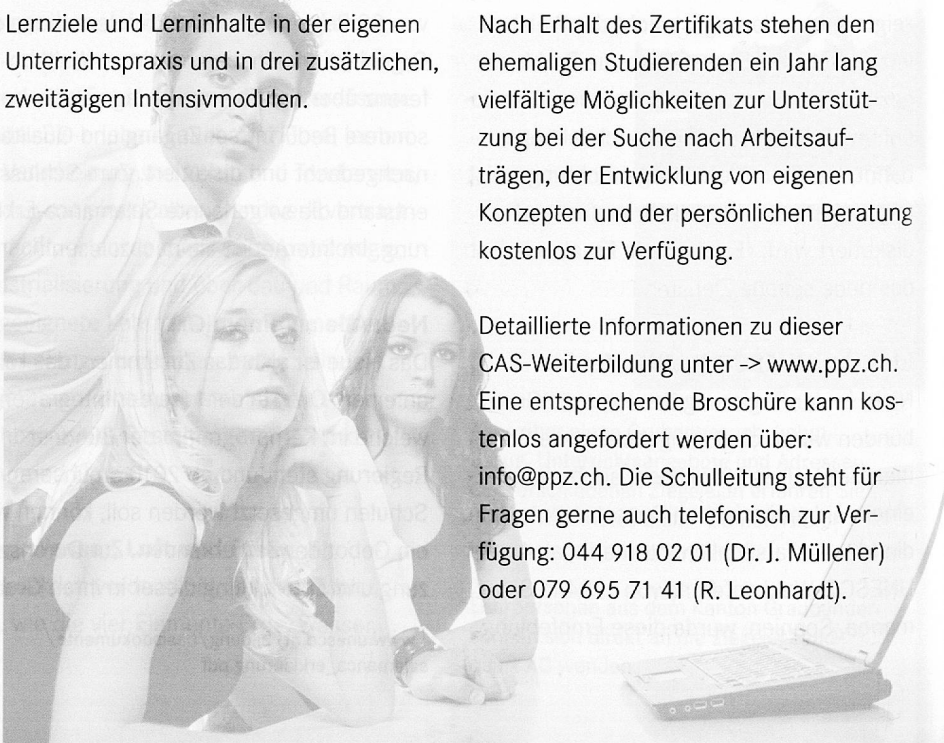 Lernziele und Lerninhalte in der eigenen
Unterrichtspraxis und in drei zusätzlichen,
zweitägigen Intensivmodulen.
Nach Erhalt des Zertifikats stehen den
ehemaligen Studierenden ein Jahr lang
vielfältige Möglichkeiten zur Unterstüt-
zung bei der Suche nach Arbeitsauf-
trägen, der Entwicklung von eigenen
Konzepten und der persönlichen Beratung
kostenlos zur Verfügung.
Detaillierte Informationen zu dieser
CAS-Weiterbildung unter -> www.ppz.ch.
Eine entsprechende Broschüre kann kos-
tenlos angefordert werden über:
info@ppz.ch. Die Schulleitung steht für
Fragen gerne auch telefonisch zur Ver-
fügung: 044 918 02 01 (Dr. J. Müllener)
oder 079 695 71 41 (R. Leonhardt).